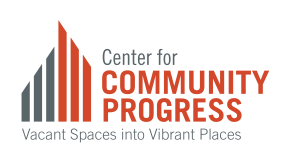 Center for
COMMUNITY
PROGRESS
Vacant Spaces into Vibrant Places